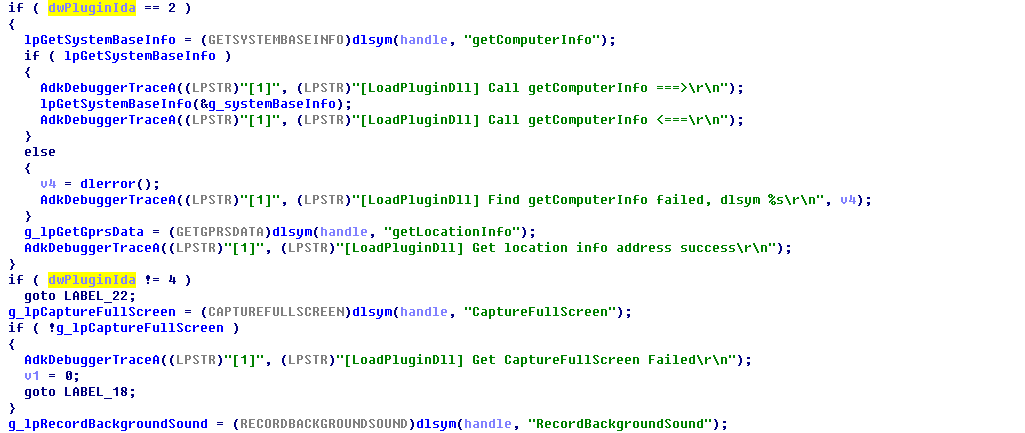 if ( dwPluginIda == 2 )
{
  lpGetSystemBaseInfo = (GETSYSTEMBASEINFO)dlsym(handle, "getComputerInfo");
  if ( lpGetSystemBaseInfo )
  {
    AdkDebuggerTraceA((LPSTR)"[1]", (LPSTR)"[LoadPluginDll] Call getComputerInfo ===>\r\n");
    lpGetSystemBaseInfo(&g_systemBaseInfo);
    AdkDebuggerTraceA((LPSTR)"[1]", (LPSTR)"[LoadPluginDll] Call getComputerInfo <===\r\n");
  }
  else
  {
    v4 = dlerror();
    AdkDebuggerTraceA((LPSTR)"[1]", (LPSTR)"[LoadPluginDll] Find getComputerInfo failed, dlsym %s\r\n", v4);
  }
  g_lpGetGprsData = (GETGPRSDATA)dlsym(handle, "getLocationInfo");
  AdkDebuggerTraceA((LPSTR)"[1]", (LPSTR)"[LoadPluginDll] Get location info address success\r\n");
}
if ( dwPluginIda != 4 )
  goto LABEL_22;
g_lpCaptureFullScreen = (CAPTUREFULLSCREEN)dlsym(handle, "CaptureFullScreen");
if ( !g_lpCaptureFullScreen )
{
  AdkDebuggerTraceA((LPSTR)"[1]", (LPSTR)"[LoadPluginDll] Get CaptureFullScreen Failed\r\n");
  v1 = 0;
  goto LABEL_18;
}
g_lpRecordBackgroundSound = (RECORDBACKGROUNDSOUND)dlsym(handle, "RecordBackgroundSound");